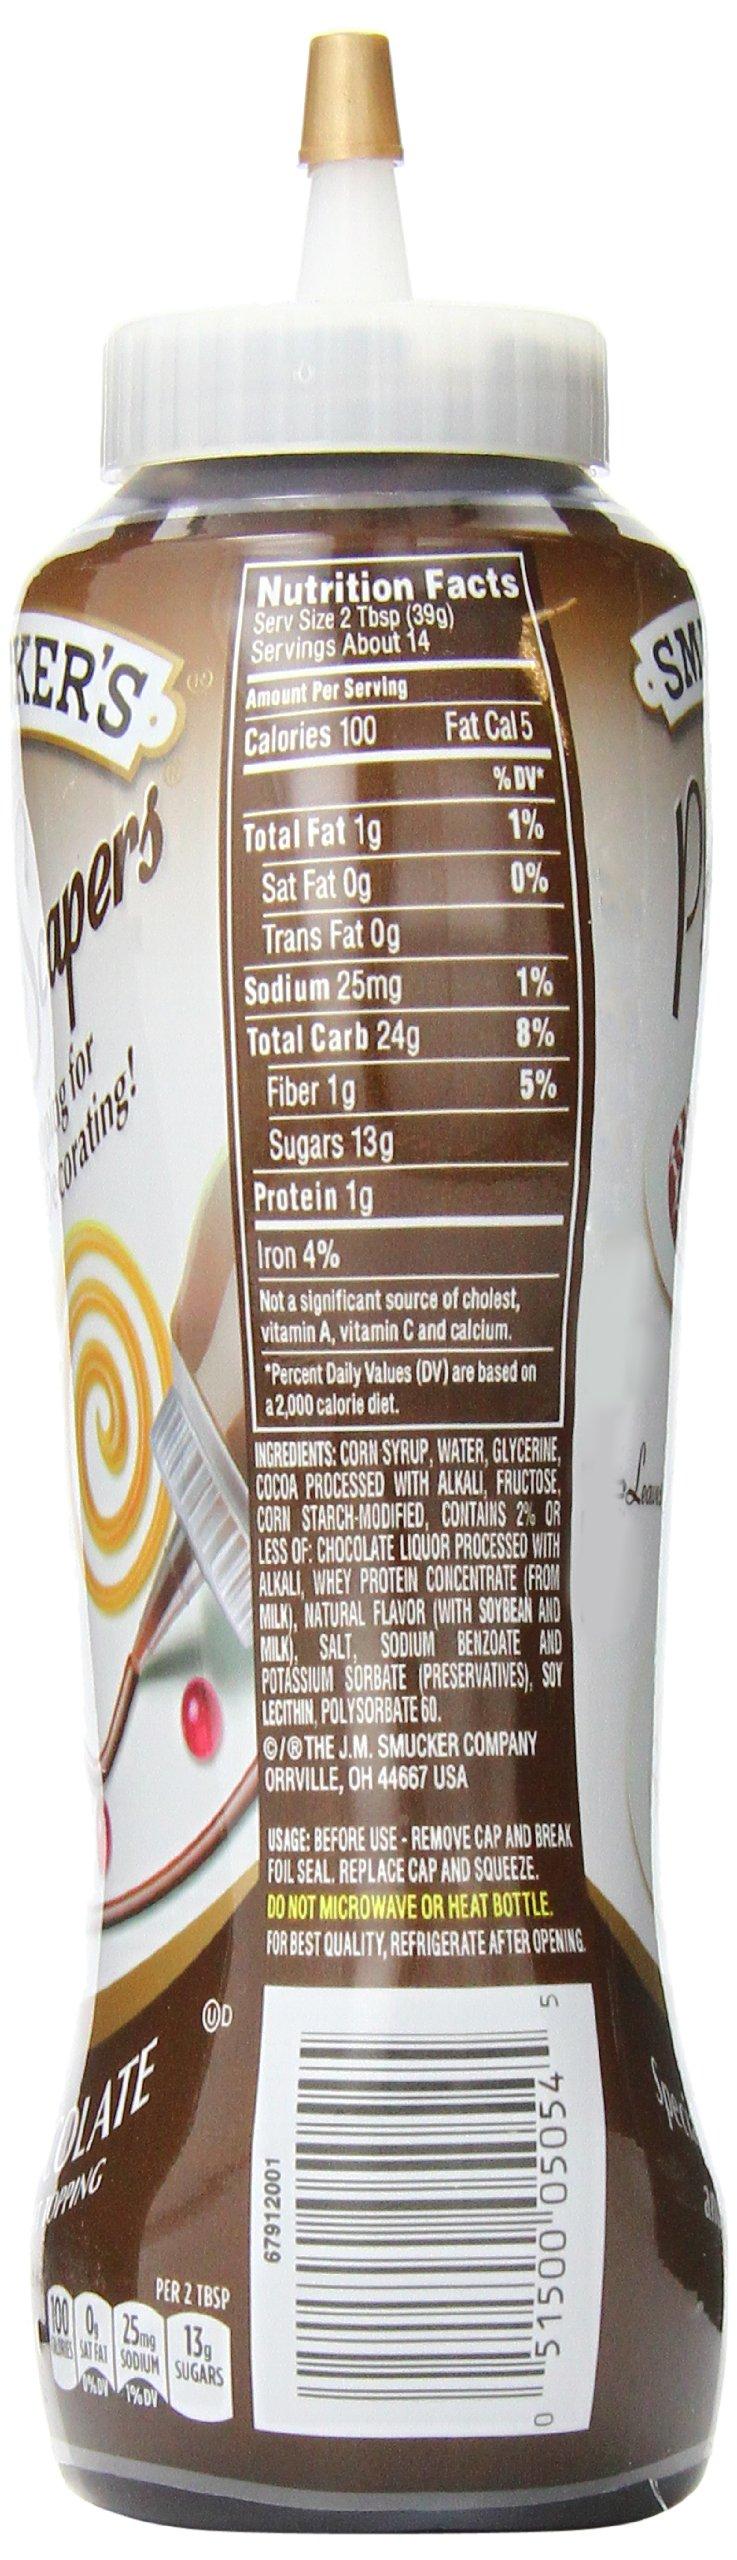 KER'S
®
apers
®
g for
corating!
Nutrition Facts
Serv Size 2 Tbsp (39g)
Servings About 14
Amount Per Serving
Calories 100 Fat Cal 5
% DV*
Total Fat 1g 1%
Sat Fat 0g 0%
Trans Fat 0g
Sodium 25mg 1%
Total Carb 24g 8%
Fiber 1g 5%
Sugars 13g
Protein 1g
Iron 4%
Not a significant source of cholest,
vitamin A, vitamin C and calcium.
*Percent Daily Values (DV) are based on
a 2,000 calorie diet.
INGREDIENTS: CORN SYRUP, WATER, GLYCERINE,
COCOA PROCESSED WITH ALKALI, FRUCTOSE,
CORN STARCH-MODIFIED, CONTAINS 2% OR
LESS OF: CHOCOLATE LIQUOR PROCESSED WITH
ALKALI, WHEY PROTEIN CONCENTRATE (FROM
MILK), NATURAL FLAVOR (WITH SOYBEAN AND
MILK), SALT, SODIUM BENZOATE AND
POTASSIUM SORBATE (PRESERVATIVES), SOY
LECITHIN, POLYSORBATE 60.
©/® THE J.M. SMUCKER COMPANY
ORRVILLE, OH 44667 USA
USAGE: BEFORE USE - REMOVE CAP AND BREAK
FOIL SEAL. REPLACE CAP AND SQUEEZE.
DO NOT MICROWAVE OR HEAT BOTTLE.
FOR BEST QUALITY, REFRIGERATE AFTER OPENING.
UD
67912001
0 51500 05054 5
OLATE
OPPING
PER 2 TBSP
100 CALORIES
0g SAT FAT 0% DV
25mg SODIUM 1% DV
13g SUGARS
SM
P
Speci